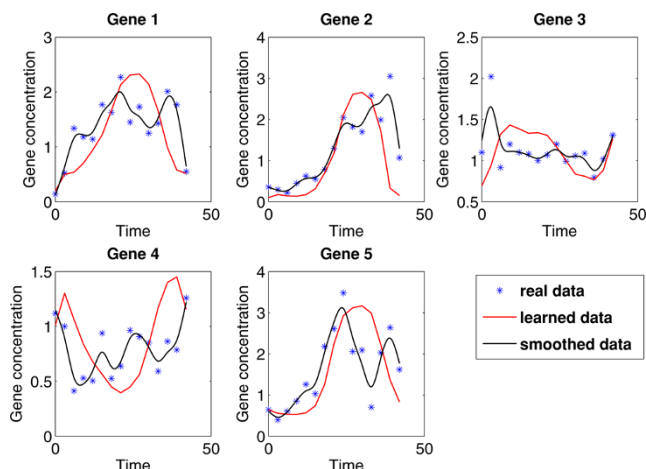 Gene 1
Gene 2
Gene 3
Gene concentration
3
2
1
0
0
50
Time
Gene concentration
4
3
2
1
0
0
50
Time
Gene concentration
2.5
2
1.5
1
0.5
0
50
Time
Gene 4
Gene 5
Gene concentration
1.5
1
0.5
0
0
50
Time
Gene concentration
4
3
2
1
0
0
50
Time
real data
learned data
smoothed data